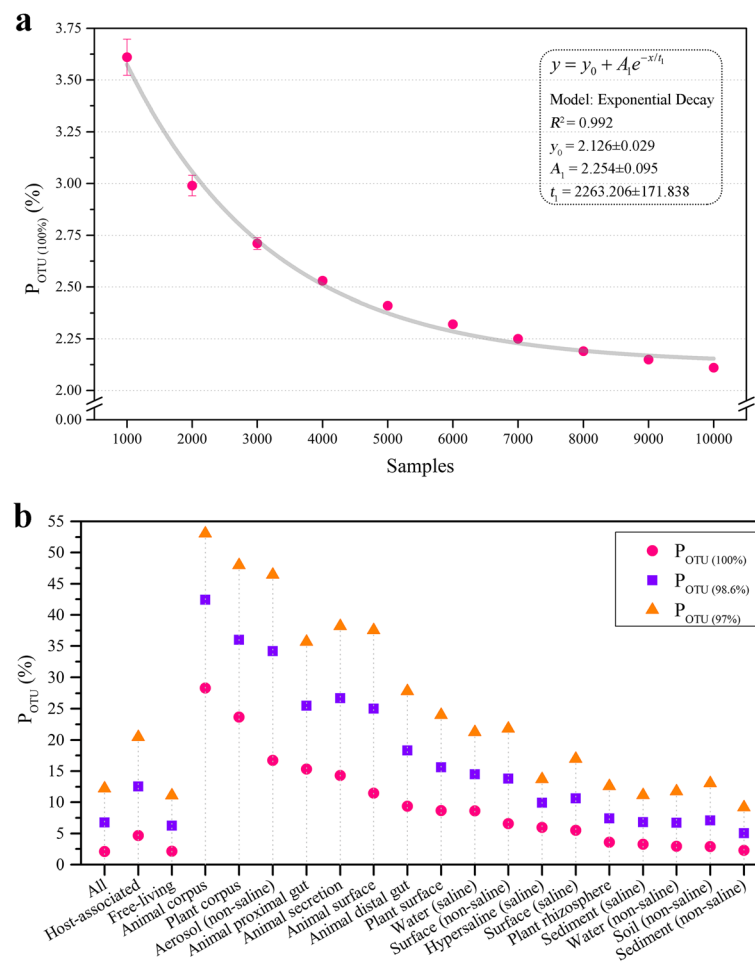 a
3.75
3.50
3.25
3.00
2.75
2.50
2.25
2.00
0.00
P_OTU (100%) (%)
y = y₀ + A₁e^(-x/t₁)
Model: Exponential Decay
R² = 0.992
y₀ = 2.126±0.029
A₁ = 2.254±0.095
t₁ = 2263.206±171.838
1000 2000 3000 4000 5000 6000 7000 8000 9000 10000
Samples
b
55
50
45
40
35
30
25
20
15
10
5
0
P_OTU (%)
P_OTU (100%)
P_OTU (98.6%)
P_OTU (97%)
All
Host-associated
Free-living
Animal corpus
Plant corpus
Aerosol (non-saline)
Animal proximal gut
Animal secretion
Animal surface
Animal distal gut
Plant surface
Water (saline)
Surface (non-saline)
Hypersaline (saline)
Surface (saline)
Plant rhizosphere
Sediment (saline)
Water (non-saline)
Soil (non-saline)
Sediment (non-saline)